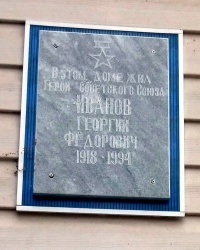 В ЭТОМ ДОМЕ ЖИЛ
ГЕРОЙ СОВЕТСКОГО СОЮЗА
ИВАНОВ
ГЕОРГИЙ
ФЁДОРОВИЧ
1918 - 1994